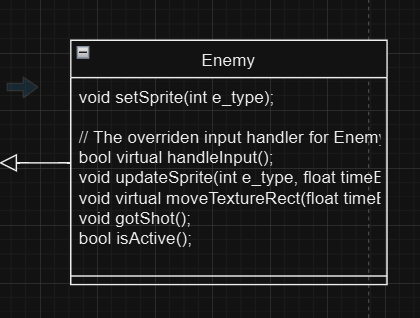 Enemy
void setSprite(int e_type);
// The overriden input handler for Enemy
bool virtual handleInput();
void updateSprite(int e_type, float timeE
void virtual moveTextureRect(float timeE
void gotShot();
bool isActive();